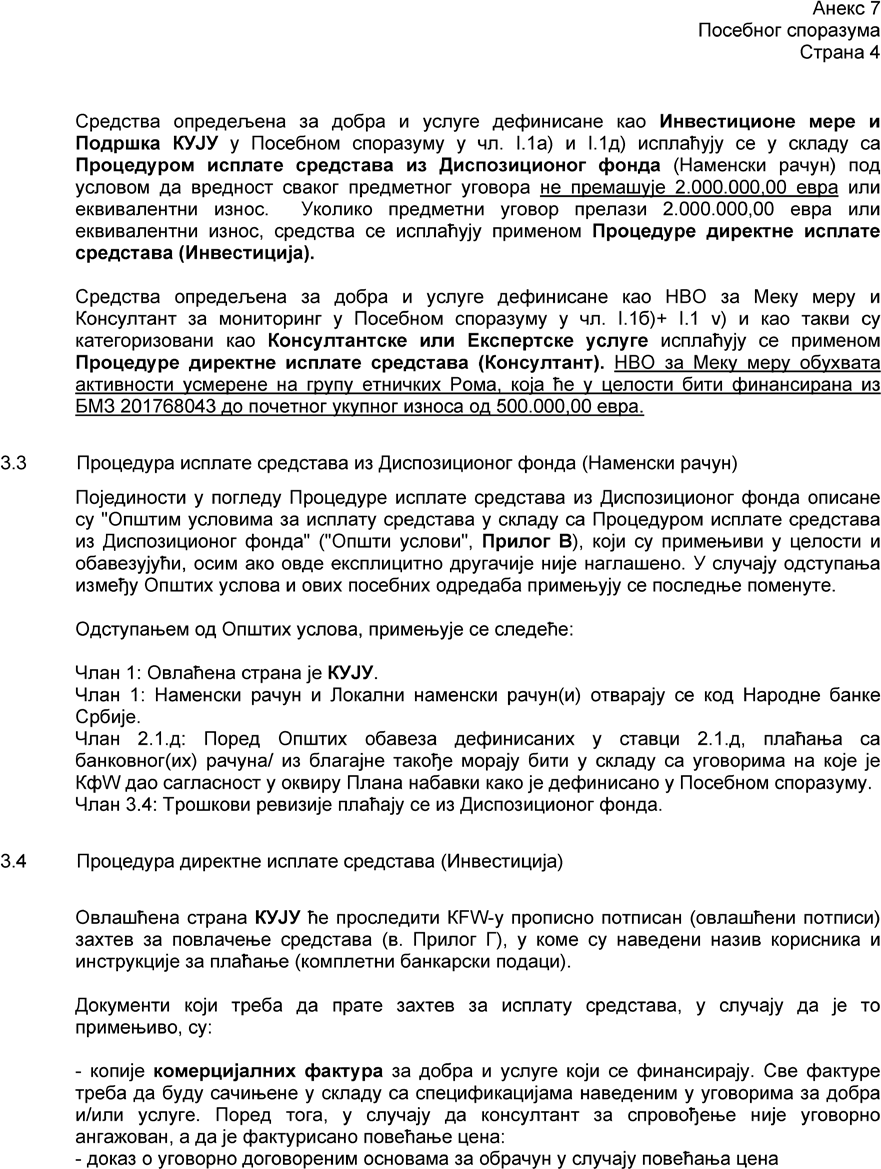 Анекс 7
Посебног споразума
Страна 4
Средства опредељена за добра и услуге дефинисане као Инвестиционе мере и
Подршка КУЈУ у Посебном споразуму у чл. I.1а) и I.1д) исплаћују се у складу са
Процедуром исплате средстава из Диспозиционог фонда (Наменски рачун) под
условом да вредност сваког предметног уговора не премашује 2.000.000,00 евра или
еквивалентни износ. Уколико предметни уговор прелази 2.000.000,00 евра или
еквивалентни износ, средства се исплаћују применом Процедуре директне исплате
средстава (Инвестиција).
Средства опредељена за добра и услуге дефинисане као НВО за Меку меру и
Консултант за мониторинг у Посебном споразуму у чл. I.1б)+ I.1 v) и као такви су
категоризовани као Консултантске или Експертске услуге исплаћују се применом
Процедуре директне исплате средстава (Консултант). НВО за Меку меру обухвата
активности усмерене на групу етничких Рома, која ће у целости бити финансирана из
БМЗ 201768043 до почетног укупног износа од 500.000,00 евра.
3.3 Процедура исплате средстава из Диспозиционог фонда (Наменски рачун)
Појединости у погледу Процедуре исплате средстава из Диспозиционог фонда описане
су "Општим условима за исплату средстава у складу са Процедуром исплате средстава
из Диспозиционог фонда" ("Општи услови", Прилог В), који су примењиви у целости и
обавезујући, осим ако овде експлицитно другачије није наглашено. У случају одступања
између Општих услова и ових посебних одредаба примењују се последње поменуте.
Одступањем од Општих услова, примењује се следеће:
Члан 1: Овлаћена страна је КУЈУ.
Члан 1: Наменски рачун и Локални наменски рачун(и) отварају се код Народне банке
Србије.
Члан 2.1.д: Поред Општих обавеза дефинисаних у ставци 2.1.д, плаћања са
банковног(их) рачуна/ из благајне такође морају бити у складу са уговорима на које је
КфW дао сагласност у оквиру Плана набавки како је дефинисано у Посебном споразуму.
Члан 3.4: Трошкови ревизије плаћају се из Диспозиционог фонда.
3.4 Процедура директне исплате средстава (Инвестиција)
Овлашћена страна КУЈУ ће проследити KFW-у прописно потписан (овлашћени потписи)
захтев за повлачење средстава (в. Прилог Г), у коме су наведени назив корисника и
инструкције за плаћање (комплетни банкарски подаци).
Документи који треба да прате захтев за исплату средстава, у случају да је то
примењиво, су:
- копије комерцијалних фактура за добра и услуге који се финансирају. Све фактуре
треба да буду сачињене у складу са спецификацијама наведеним у уговорима за добра
и/или услуге. Поред тога, у случају да консултант за спровођење није уговорно
ангажован, а да је фактурисано повећање цена:
- доказ о уговорно договореним основама за обрачун у случају повећања цена